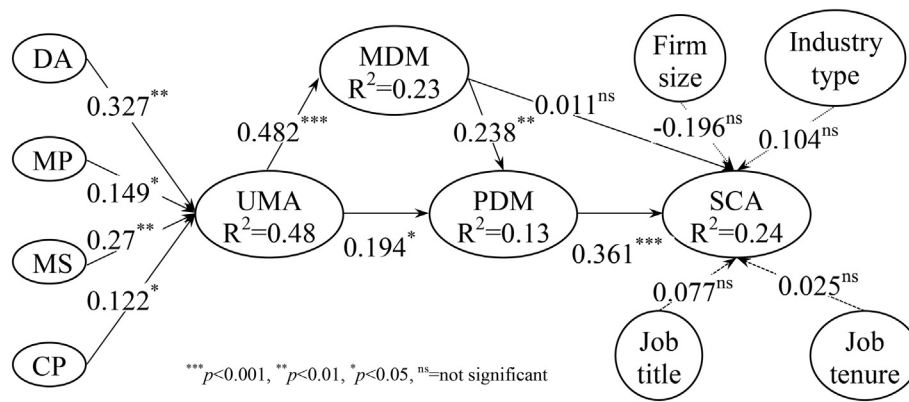 DA
0.327**
MP
0.149*
MS
0.27**
CP
0.122*
UMA
R²=0.48
0.482***
MDM
R²=0.23
0.238**
0.011ns
0.194*
PDM
R²=0.13
0.361***
Firm
size
-0.196ns
Industry
type
0.104ns
SCA
R²=0.24
0.077ns
0.025ns
Job
title
Job
tenure
***p<0.001, **p<0.01, *p<0.05, ns=not significant